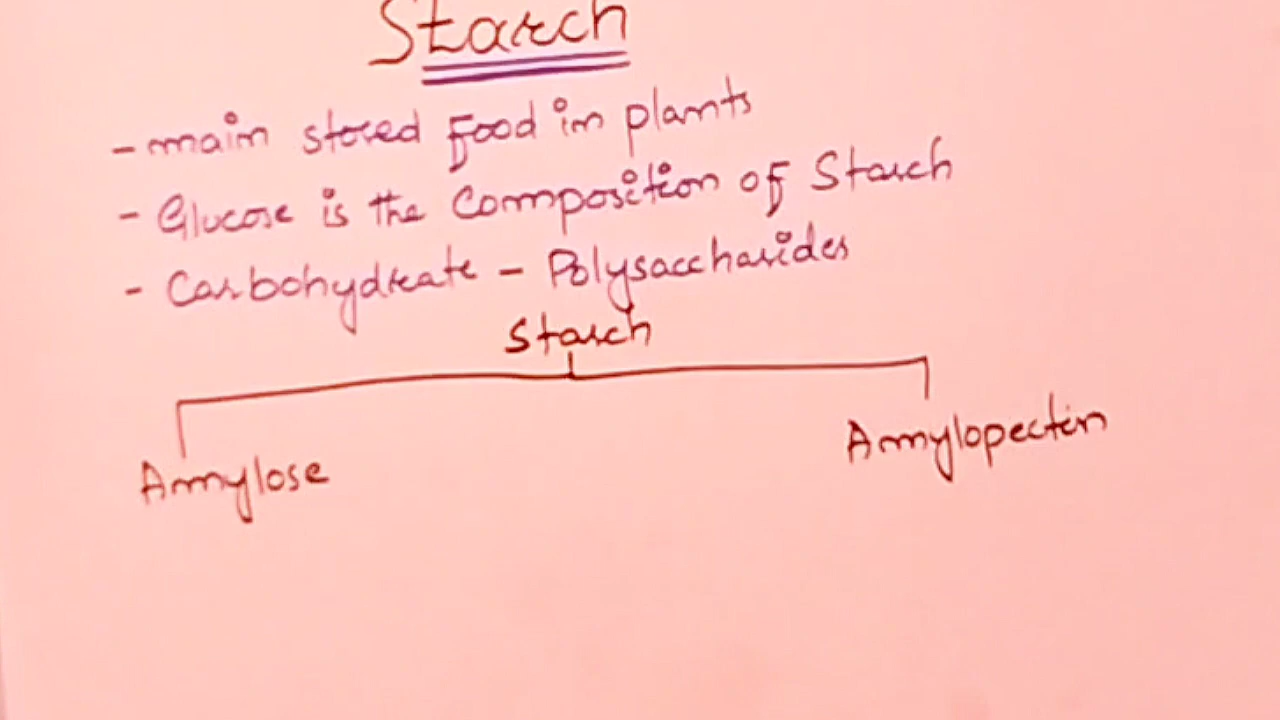 Starch
- main stored food in plants
- Glucose is the Composition of Starch
- Carbohydrate - Polysaccharides
Starch
Amylose
Amylopectin